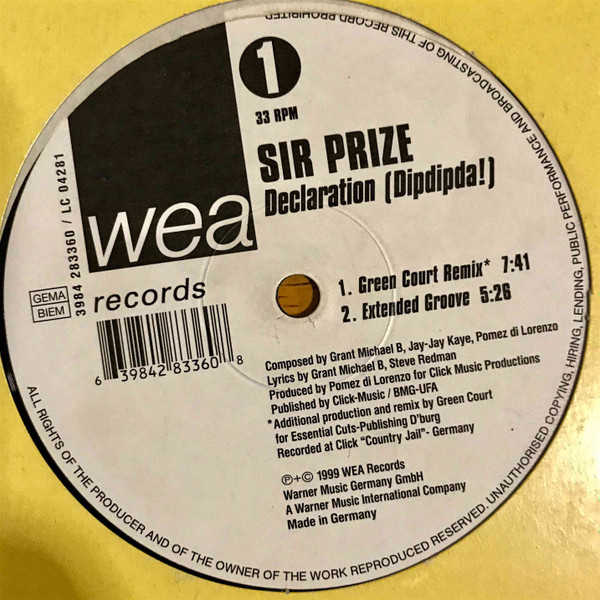 1
33 RPM
SIR PRIZE
Declaration (Dipdipda!)
wea
records
3984 283360 / LC 04281
GEMA
BIEM
6 39842 83360 8
1. Green Court Remix* 7:41
2. Extended Groove 5:26
Composed by Grant Michael B, Jay-Jay Kaye, Pomez di Lorenzo
Lyrics by Grant Michael B, Steve Redman
Produced by Pomez di Lorenzo for Click Music Productions
Published by Click-Music / BMG-UFA
*Additional production and remix by Green Court
for Essential Cuts-Publishing D'burg
Recorded at Click "Country Jail"- Germany
℗+© 1999 WEA Records
Warner Music Germany GmbH
A Warner Music International Company
Made in Germany
ALL RIGHTS OF THE PRODUCER AND OF THE OWNER OF THE WORK REPRODUCED RESERVED. UNAUTHORISED COPYING, HIRING, LENDING, PUBLIC PERFORMANCE AND BROADCASTING OF THIS RECORD PROHIBITED